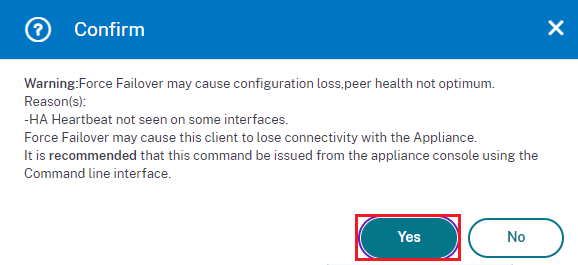 Confirm
Warning:Force Failover may cause configuration loss,peer health not optimum.
Reason(s):
-HA Heartbeat not seen on some interfaces.
Force Failover may cause this client to lose connectivity with the Appliance.
It is recommended that this command be issued from the appliance console using the
Command line interface.
Yes No